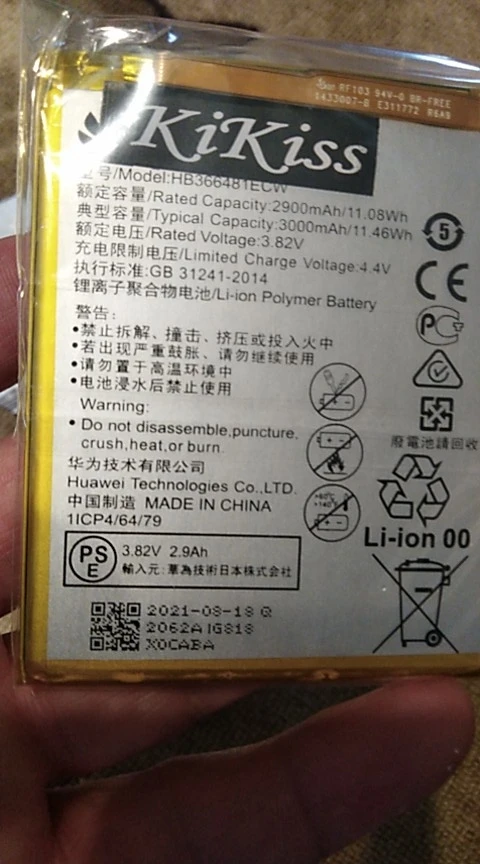 RF103 94V-0 BR-FREE
E311772 R6A9
KiKiss
型号/Model:HB366481ECW
额定容量/Rated Capacity:2900mAh/11.08Wh
典型容量/Typical Capacity:3000mAh/11.46Wh
额定电压/Rated Voltage:3.82V
充电限制电压/Limited Charge Voltage:4.4V
执行标准:GB 31241-2014
锂离子聚合物电池/Li-ion Polymer Battery
5
CE
警告:
•禁止拆解、撞击、挤压或投入火中
•若出现严重鼓胀、请勿继续使用
•请勿置于高温环境中
•电池浸水后禁止使用
Warning:
• Do not disassemble,puncture,
crush,heat,or burn
廢電池請回收
华为技术有限公司
Huawei Technologies Co.,LTD.
中国制造 MADE IN CHINA
1ICP4/64/79
Li-ion 00
PS
E
3.82V 2.9Ah
輸入元: 華為技術日本株式会社
2021-08-18 Q
2062AIG818
X0CABA